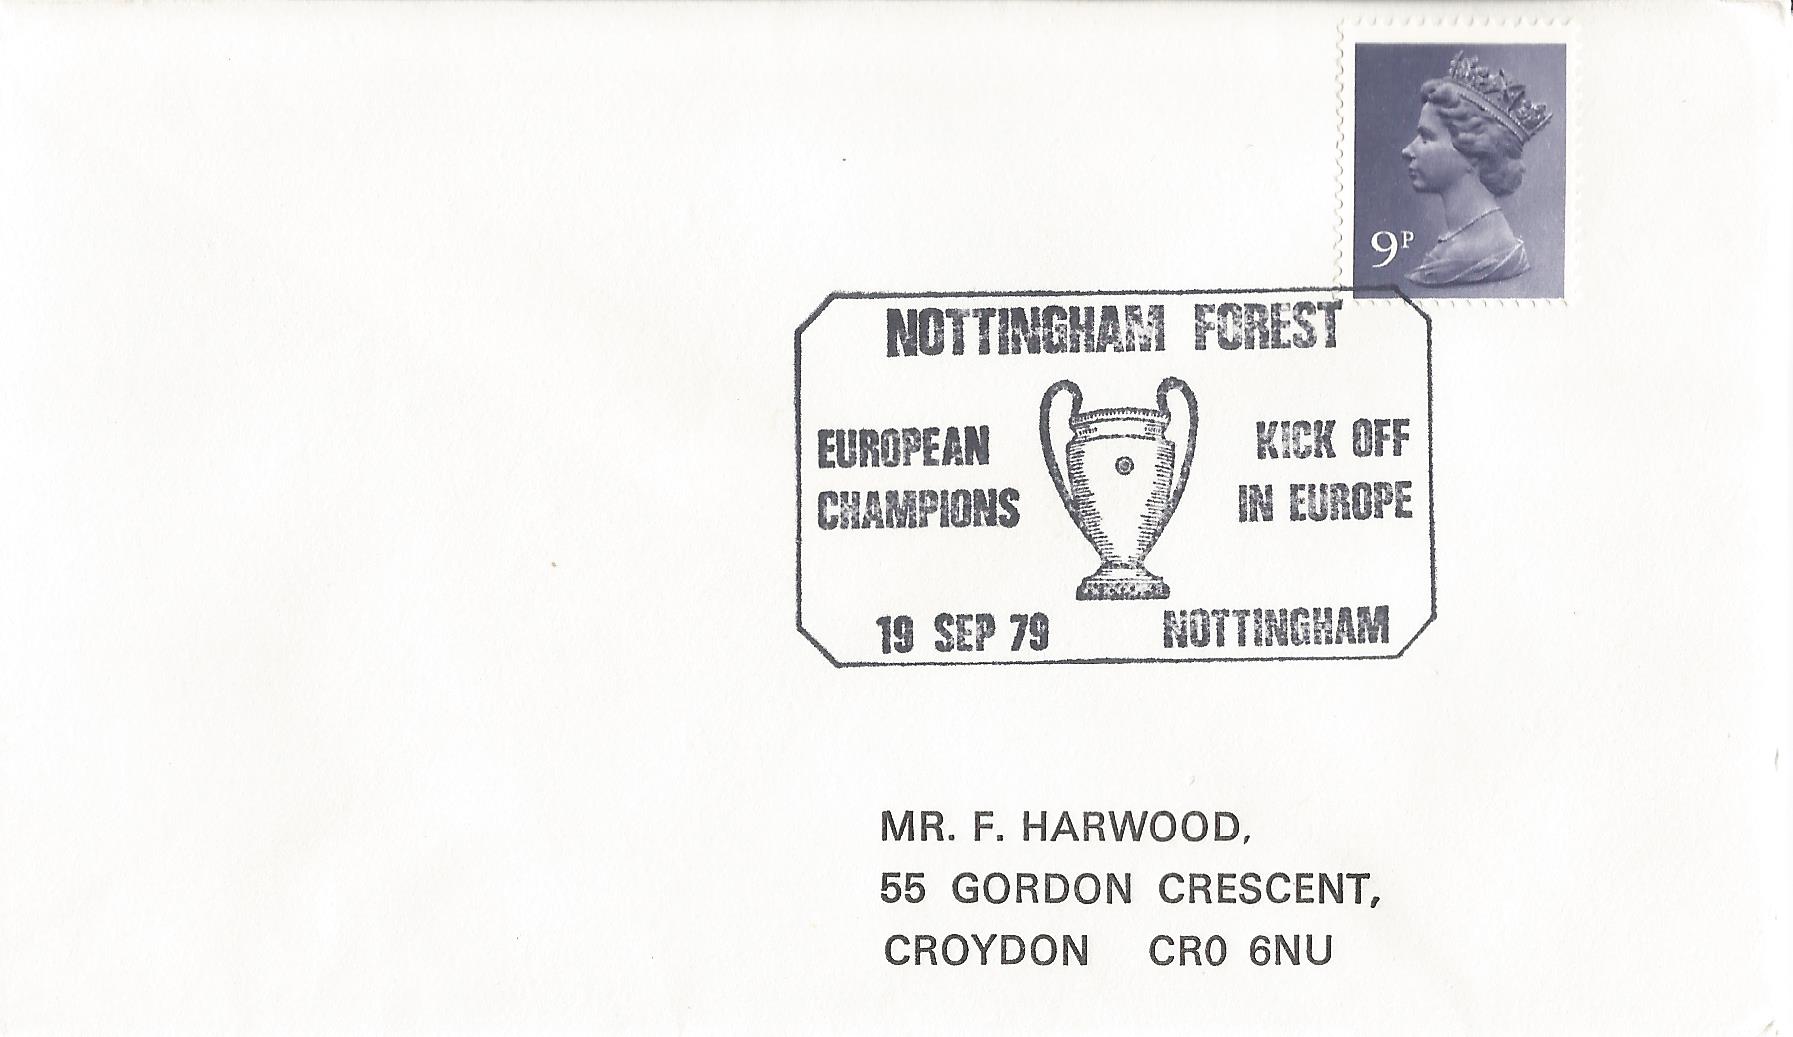 9P
NOTTINGHAM FOREST
EUROPEAN
CHAMPIONS
KICK OFF
IN EUROPE
19 SEP 79
NOTTINGHAM
MR. F. HARWOOD,
55 GORDON CRESCENT,
CROYDON CR0 6NU